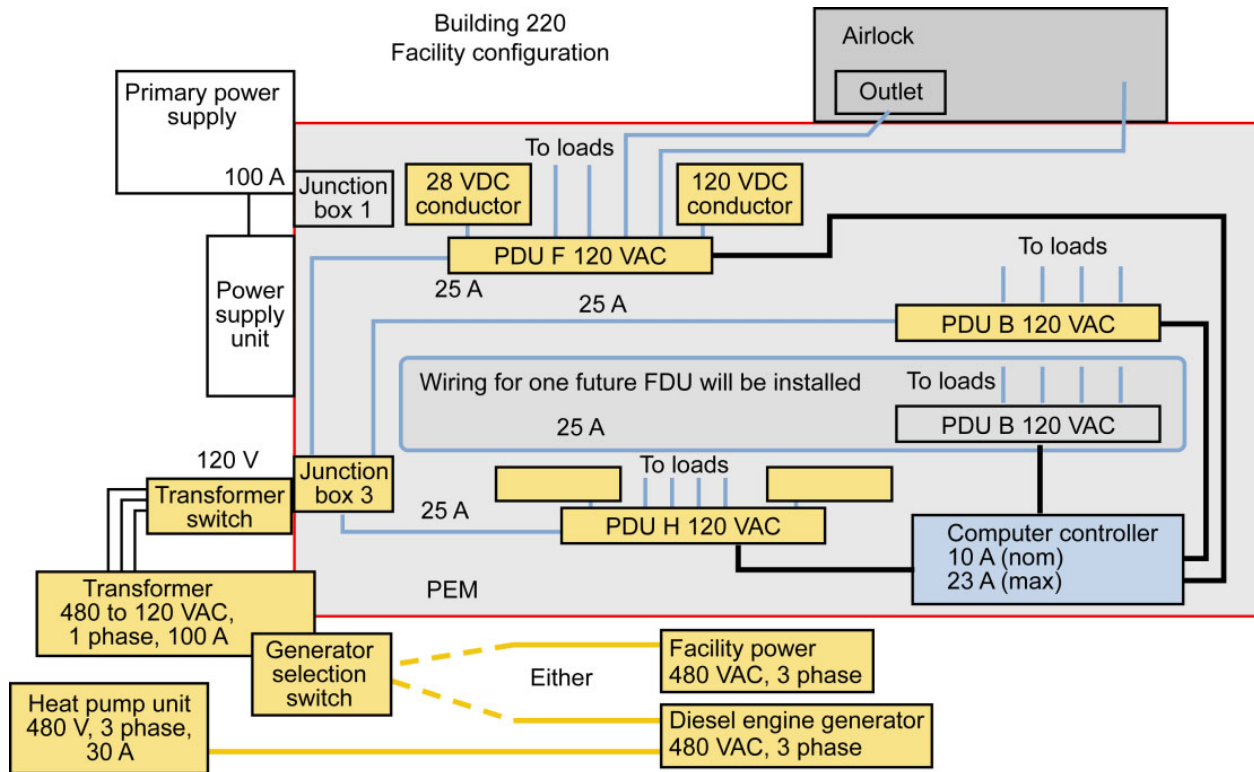 Building 220
Facility configuration
Airlock
Outlet
Primary power
supply
100 A
Junction
box 1
28 VDC
conductor
To loads
120 VDC
conductor
PDU F 120 VAC
25 A
25 A
To loads
PDU B 120 VAC
Power
supply
unit
Wiring for one future FDU will be installed
To loads
25 A
PDU B 120 VAC
120 V
Transformer
switch
Junction
box 3
25 A
To loads
PDU H 120 VAC
Computer controller
10 A (nom)
23 A (max)
PEM
Transformer
480 to 120 VAC,
1 phase, 100 A
Generator
selection
switch
Either
Facility power
480 VAC, 3 phase
Heat pump unit
480 V, 3 phase,
30 A
Diesel engine generator
480 VAC, 3 phase